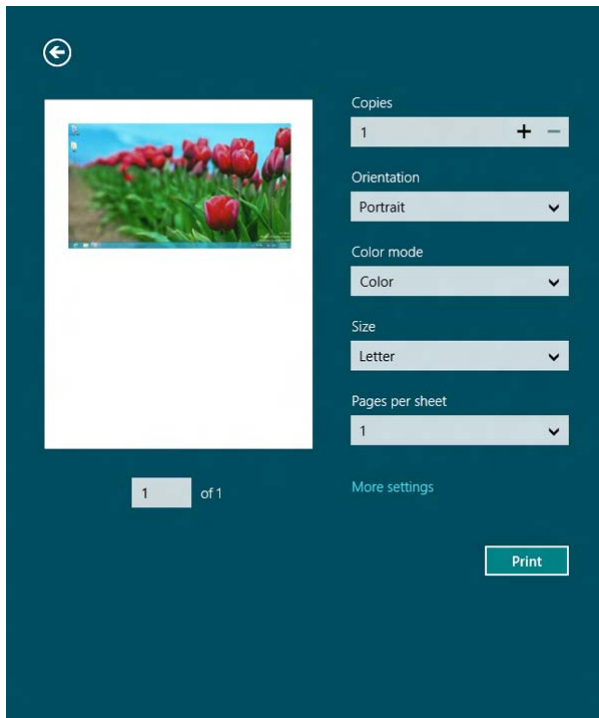 Copies
1
Orientation
Portrait
Color mode
Color
Size
Letter
Pages per sheet
1
More settings
1 of 1
Print